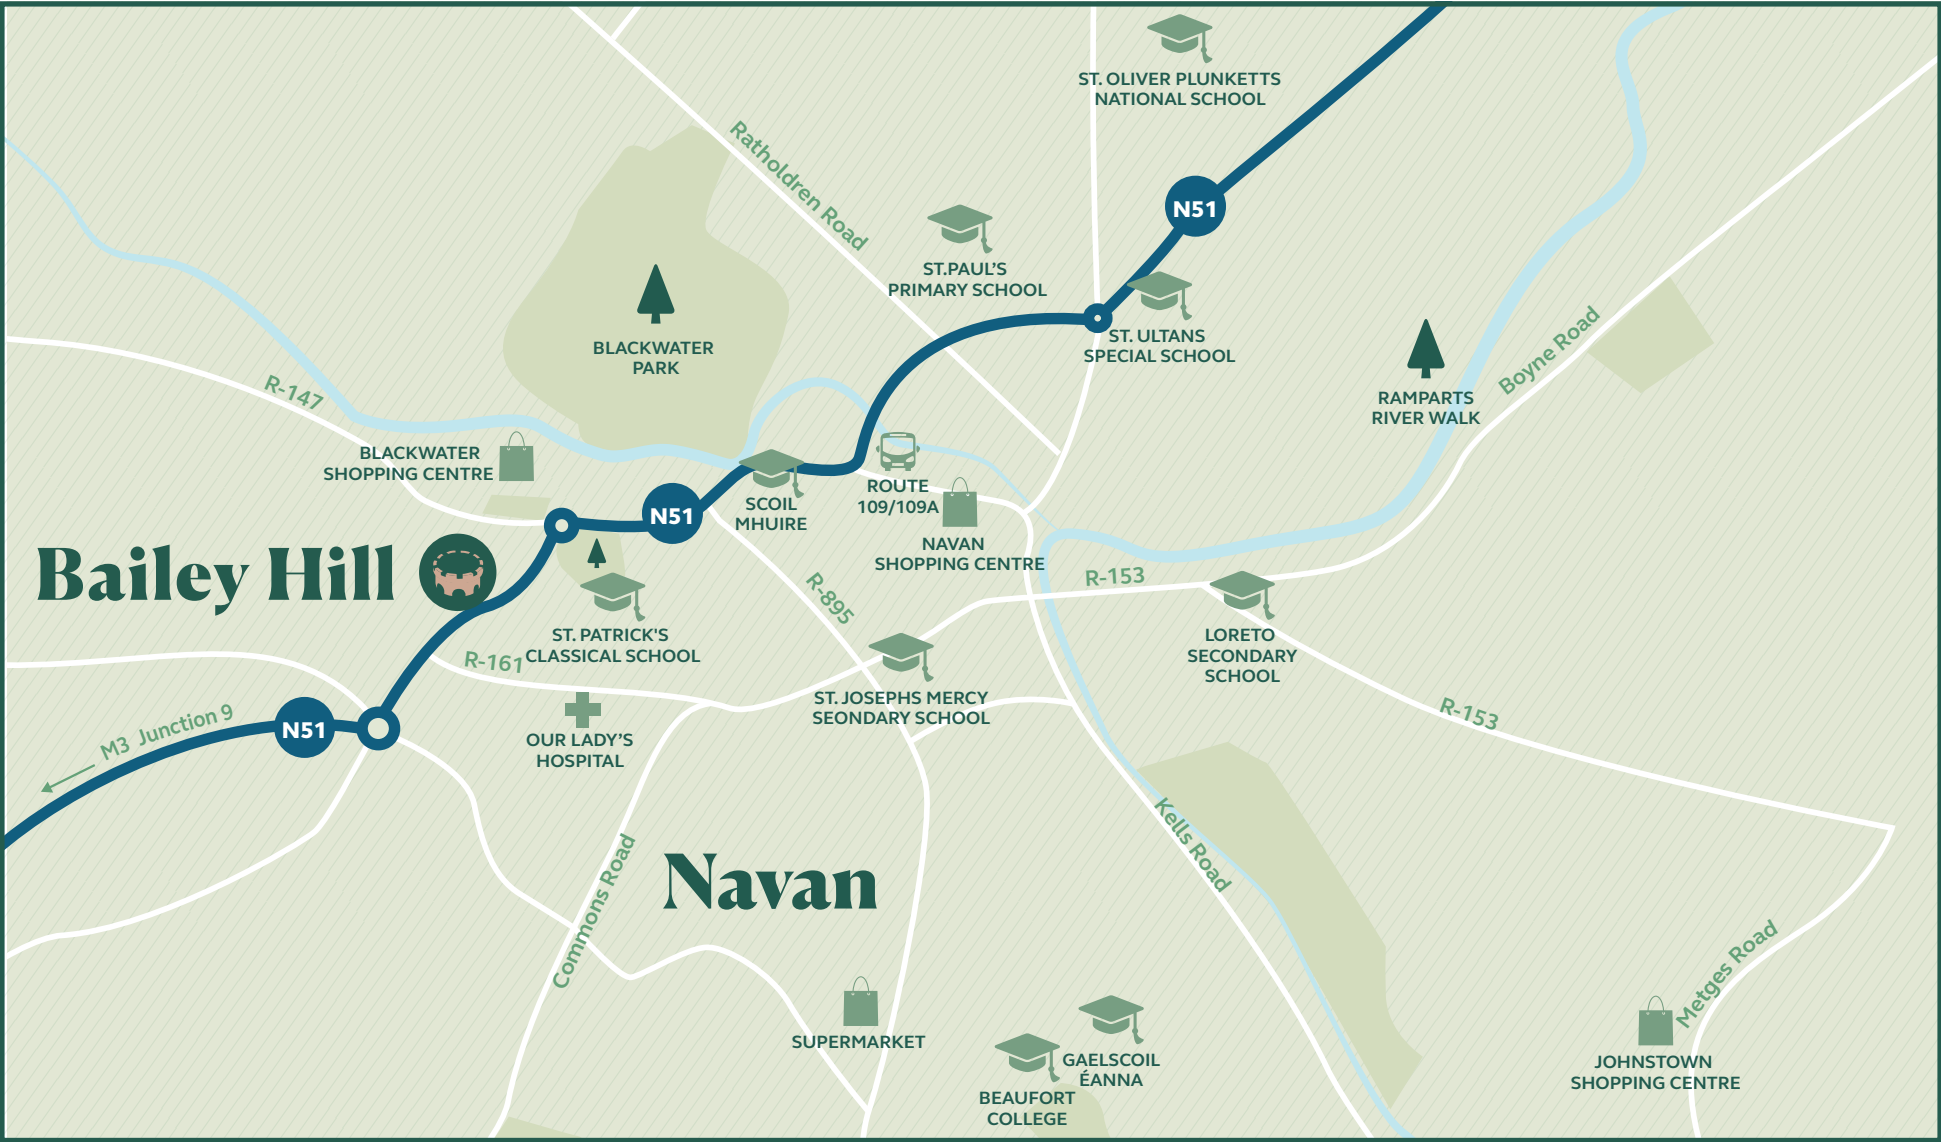 ST. OLIVER PLUNKETTS
NATIONAL SCHOOL
Ratholdren Road
N51
ST.PAUL'S
PRIMARY SCHOOL
ST. ULTANS
SPECIAL SCHOOL
BLACKWATER
PARK
Boyne Road
RAMPARTS
RIVER WALK
R-147
BLACKWATER
SHOPPING CENTRE
N51
SCOIL
MHUIRE
ROUTE
109/109A
NAVAN
SHOPPING CENTRE
Bailey Hill
R-895
R-153
ST. PATRICK'S
CLASSICAL SCHOOL
R-161
LORETO
SECONDARY
SCHOOL
ST. JOSEPHS MERCY
SEONDARY SCHOOL
R-153
M3 Junction 9
N51
OUR LADY'S
HOSPITAL
Kells Road
Commons Road
Navan
Metges Road
SUPERMARKET
GAELSCOIL
ÉANNA
BEAUFORT
COLLEGE
JOHNSTOWN
SHOPPING CENTRE